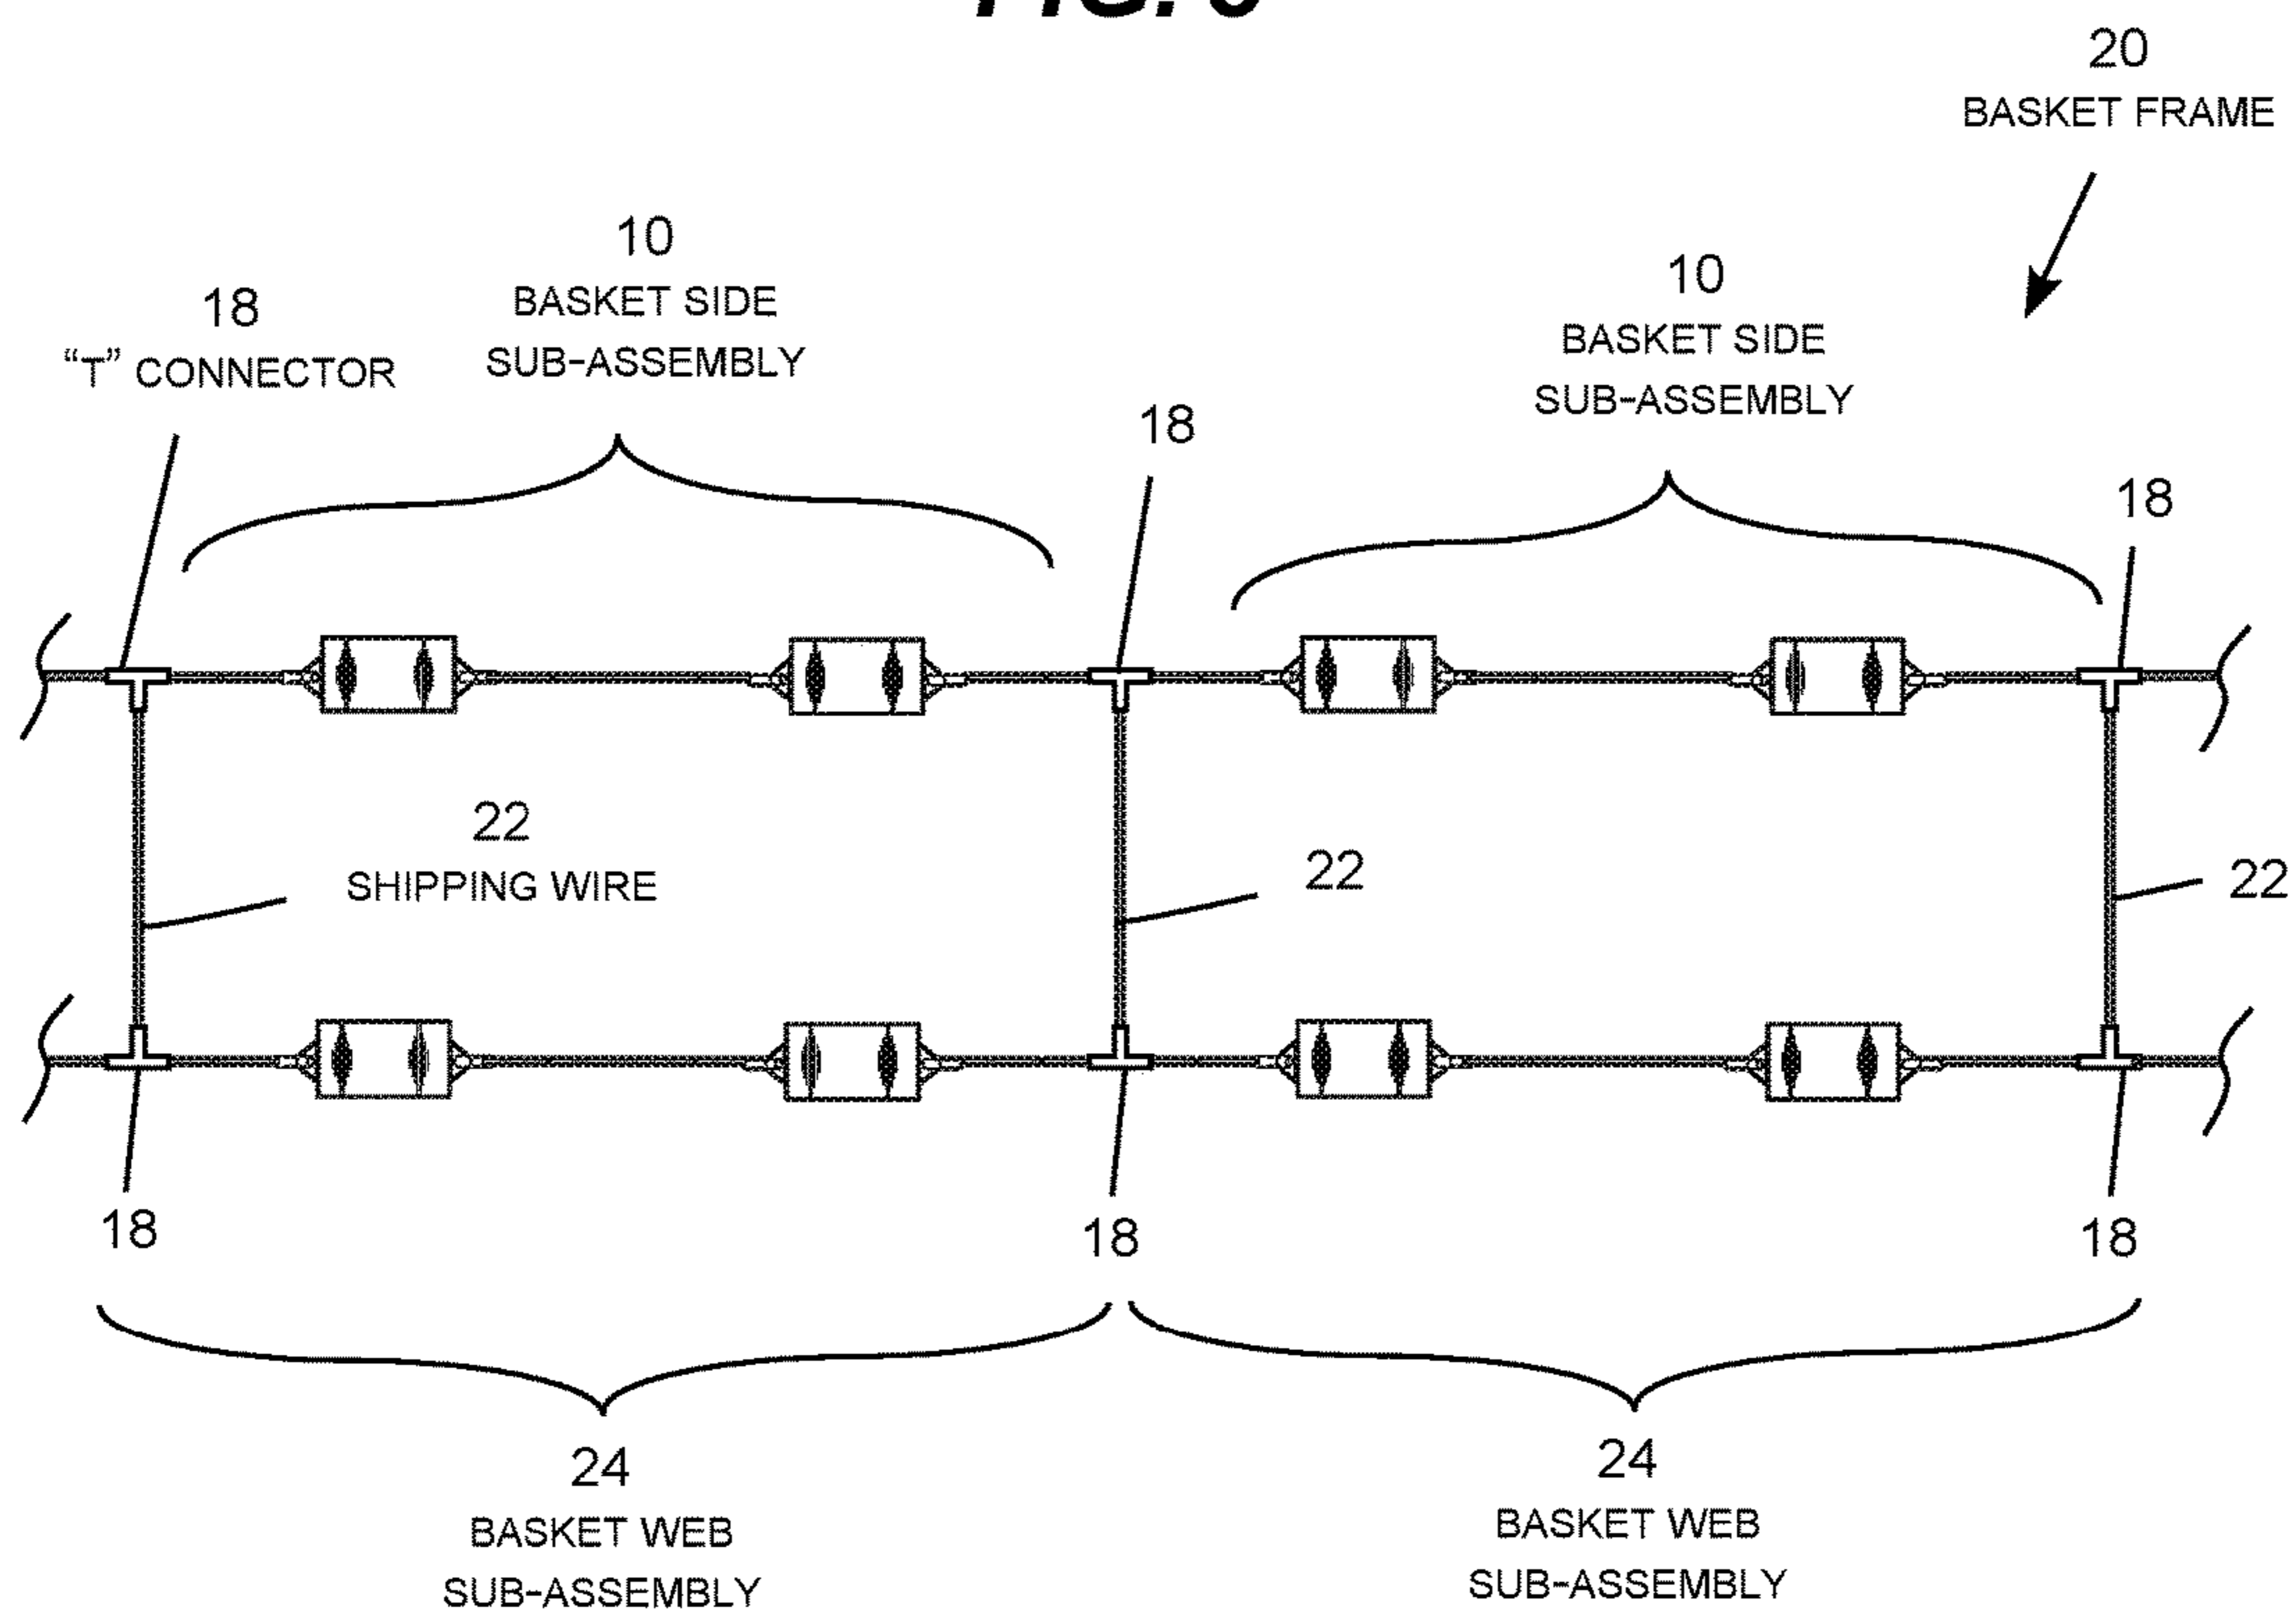 FIG.
20
BASKET FRAME
10
BASKET SIDE
SUB-ASSEMBLY
10
BASKET SIDE
SUB-ASSEMBLY
18
“T” CONNECTOR
18
18
22
SHIPPING WIRE
22
22
18
18
18
24
BASKET WEB
SUB-ASSEMBLY
24
BASKET WEB
SUB-ASSEMBLY